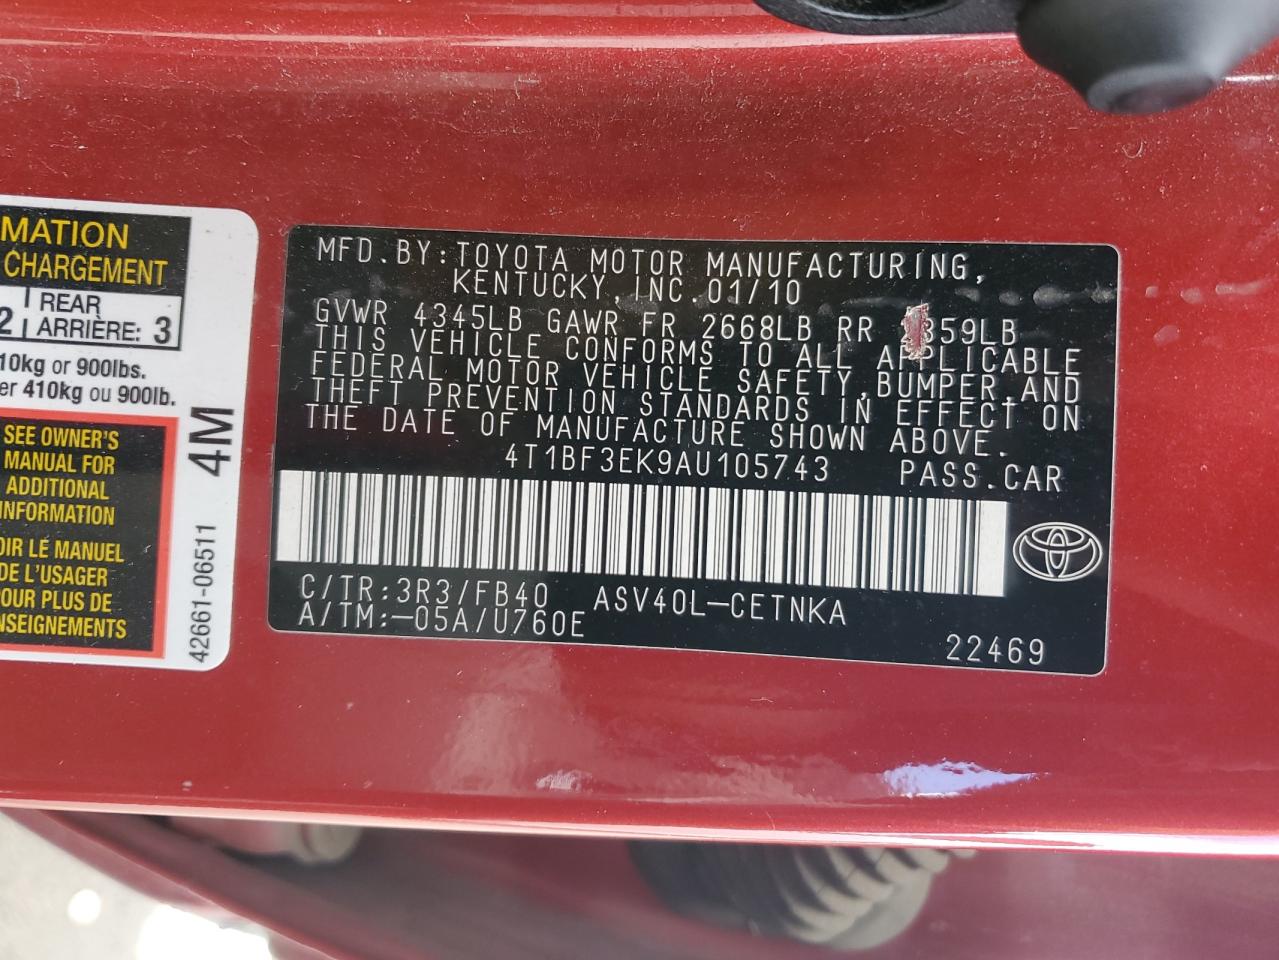 MATION
CHARGEMENT
2 REAR ARRIÈRE: 3
10kg or 900lbs.
er 410kg ou 900lb.
SEE OWNER'S
MANUAL FOR
ADDITIONAL
INFORMATION
OIR LE MANUEL
DE L'USAGER
POUR PLUS DE
NSEIGNEMENTS
4M
42661-06511
MFD.BY:TOYOTA MOTOR MANUFACTURING,
KENTUCKY,INC.01/10
GVWR 4345LB GAWR FR 2668LB RR 359LB
THIS VEHICLE CONFORMS TO ALL APPLICABLE
FEDERAL MOTOR VEHICLE SAFETY,BUMPER,AND
THEFT PREVENTION STANDARDS IN EFFECT ON
THE DATE OF MANUFACTURE SHOWN ABOVE.
4T1BF3EK9AU105743 PASS.CAR
C/TR:3R3/FB40 ASV40L-CETNKA
A/TM:-05A/U760E
22469